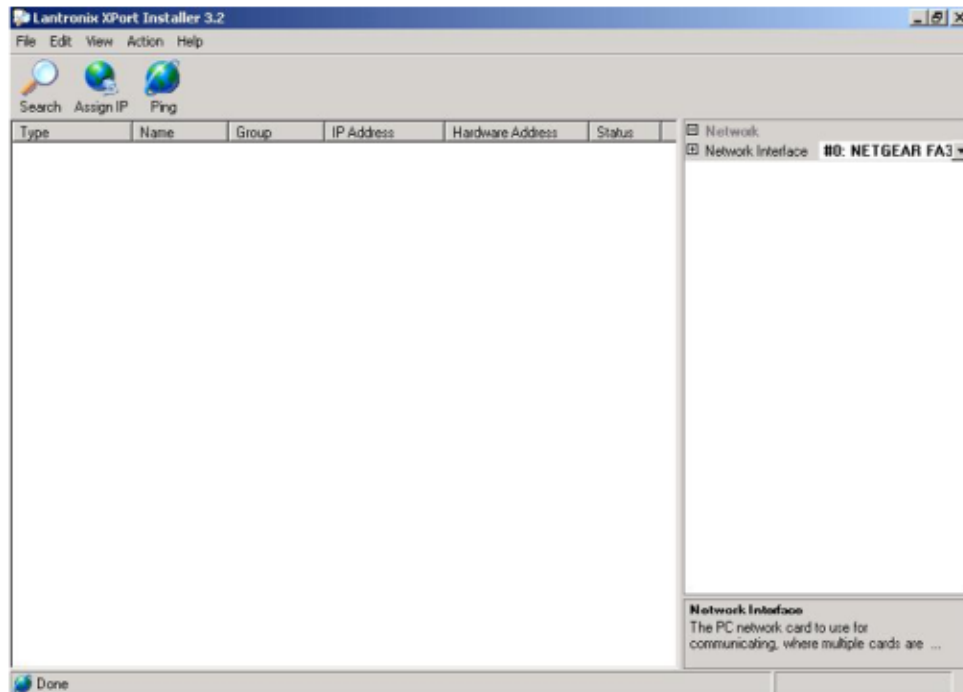 Lantronix XPort Installer 3.2
File Edit View Action Help
Search Assign IP Ping
Type Name Group IP Address Hardware Address Status
Network
Network Interface #0: NETGEAR FA3
Network Interface
The PC network card to use for
communicating, where multiple cards are ...
Done